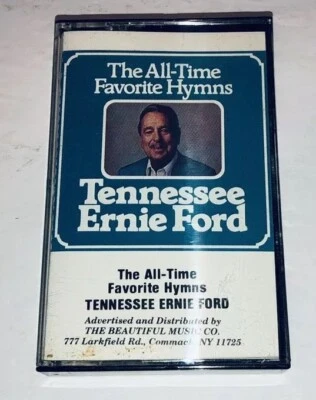 The All-Time
Favorite Hymns
Tennessee
Ernie Ford
The All-Time
Favorite Hymns
TENNESSEE ERNIE FORD
Advertised and Distributed by
THE BEAUTIFUL MUSIC CO.
777 Larkfield Rd., Commack, NY 11725